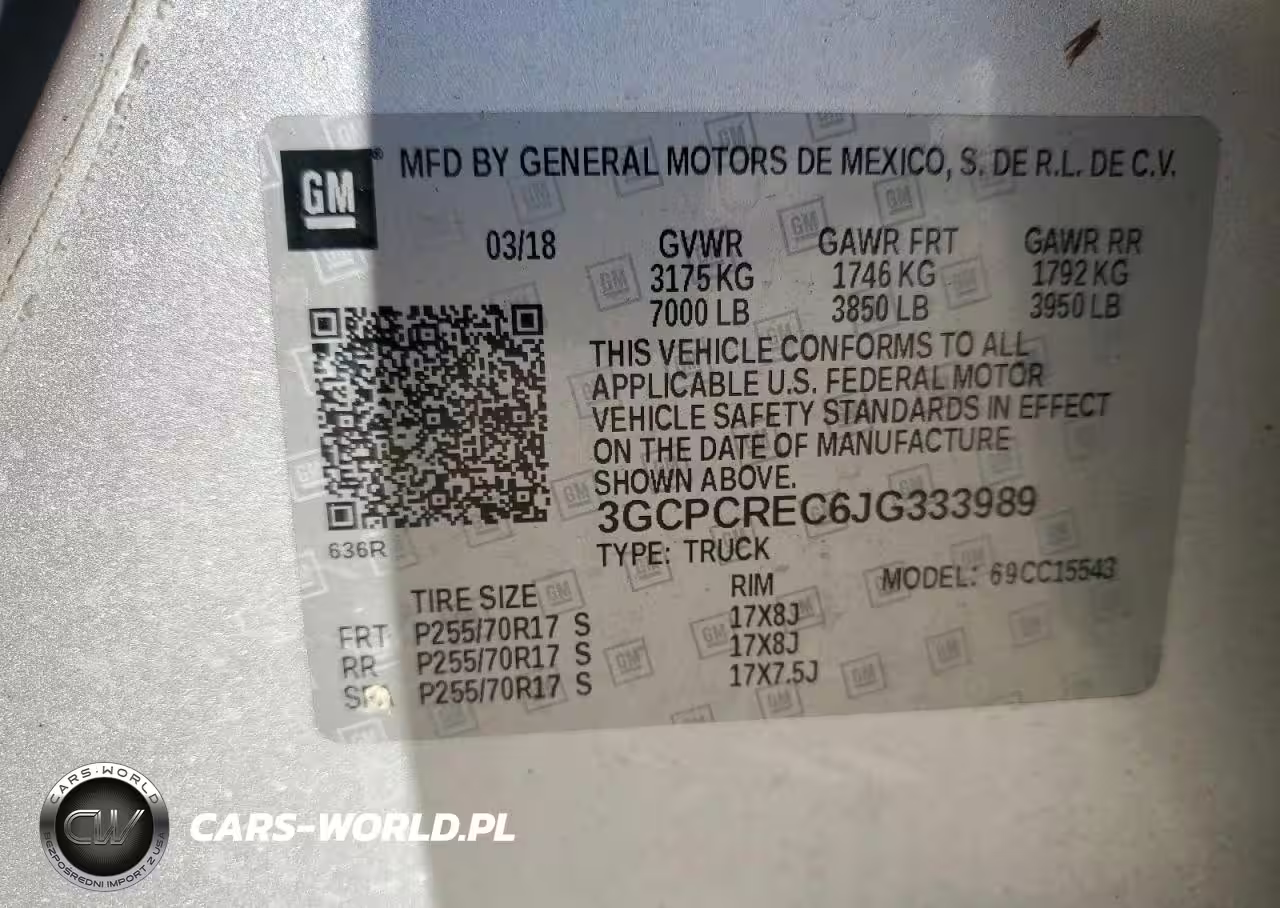 GM® MFD BY GENERAL MOTORS DE MEXICO, S. DE R.L. DE C.V.
03/18 GVWR GAWR FRT GAWR RR
3175 KG 1746 KG 1792 KG
7000 LB 3850 LB 3950 LB
THIS VEHICLE CONFORMS TO ALL
APPLICABLE U.S. FEDERAL MOTOR
VEHICLE SAFETY STANDARDS IN EFFECT
ON THE DATE OF MANUFACTURE
SHOWN ABOVE.
3GCPCREC6JG333989
636R
TYPE: TRUCK
MODEL: 69CC15543
TIRE SIZE RIM
FRT P255/70R17 S 17X8J
RR P255/70R17 S 17X8J
P255/70R17 S 17X7.5J
CARS-WORLD
CW
BEZPOŚREDNI IMPORT Z USA
CARS-WORLD.PL